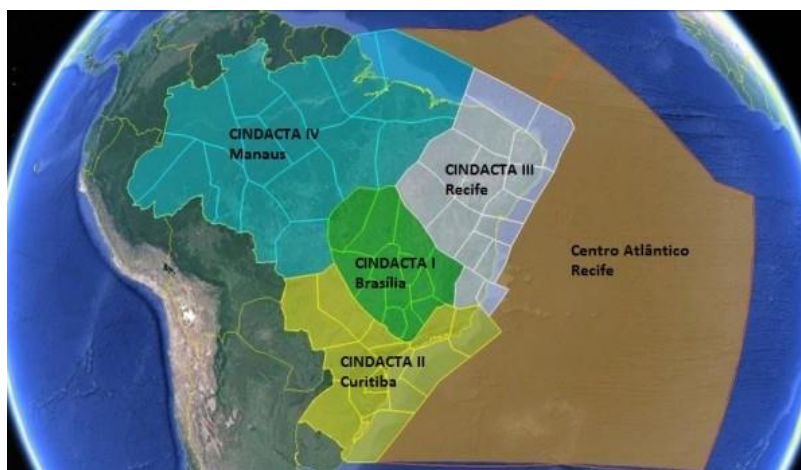 CINDACTA IV
Manaus
CINDACTA III
Recife
CINDACTA I
Brasília
Centro Atlântico
Recife
CINDACTA II
Curitiba